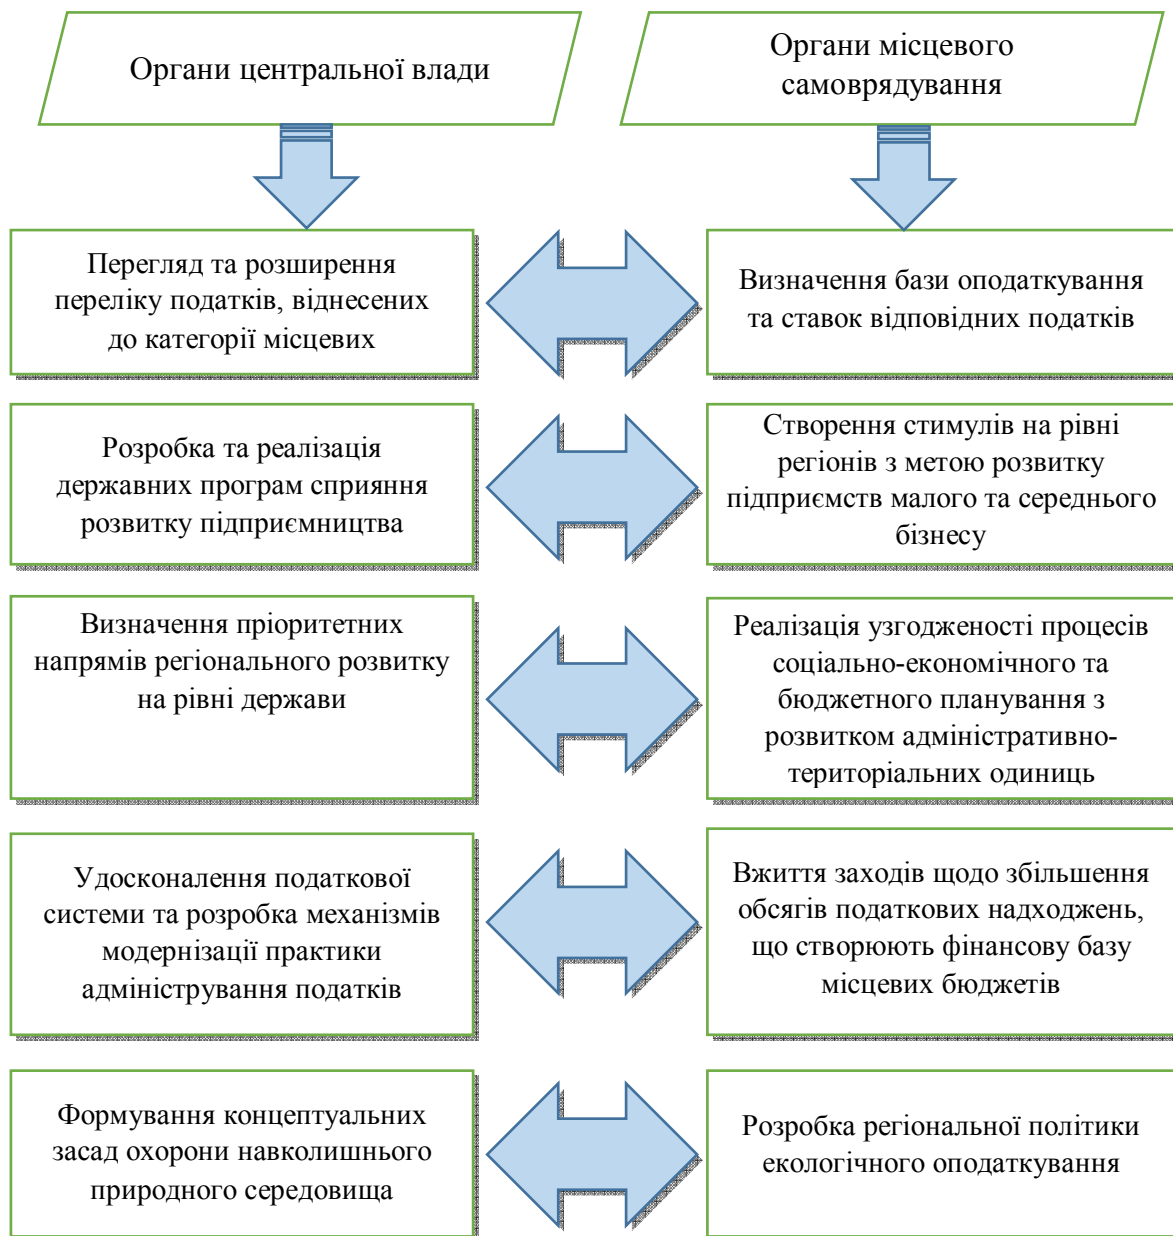 Органи центральної влади
Органи місцевого
самоврядування
Перегляд та розширення
переліку податків, віднесених
до категорії місцевих
Визначення бази оподаткування
та ставок відповідних податків
Розробка та реалізація
державних програм сприяння
розвитку підприємництва
Створення стимулів на рівні
регіонів з метою розвитку
підприємств малого та середнього
бізнесу
Визначення пріоритетних
напрямів регіонального розвитку
на рівні держави
Реалізація узгодженості процесів
соціально-економічного та
бюджетного планування з
розвитком адміністративно-
територіальних одиниць
Удосконалення податкової
системи та розробка механізмів
модернізації практики
адміністрування податків
Вжиття заходів щодо збільшення
обсягів податкових надходжень,
що створюють фінансову базу
місцевих бюджетів
Формування концептуальних
засад охорони навколишнього
природного середовища
Розробка регіональної політики
екологічного оподаткування